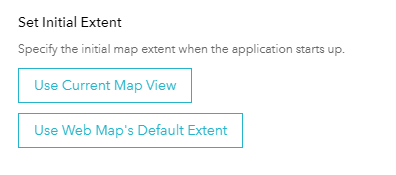 Set Initial Extent
Specify the initial map extent when the application starts up.
Use Current Map View
Use Web Map's Default Extent